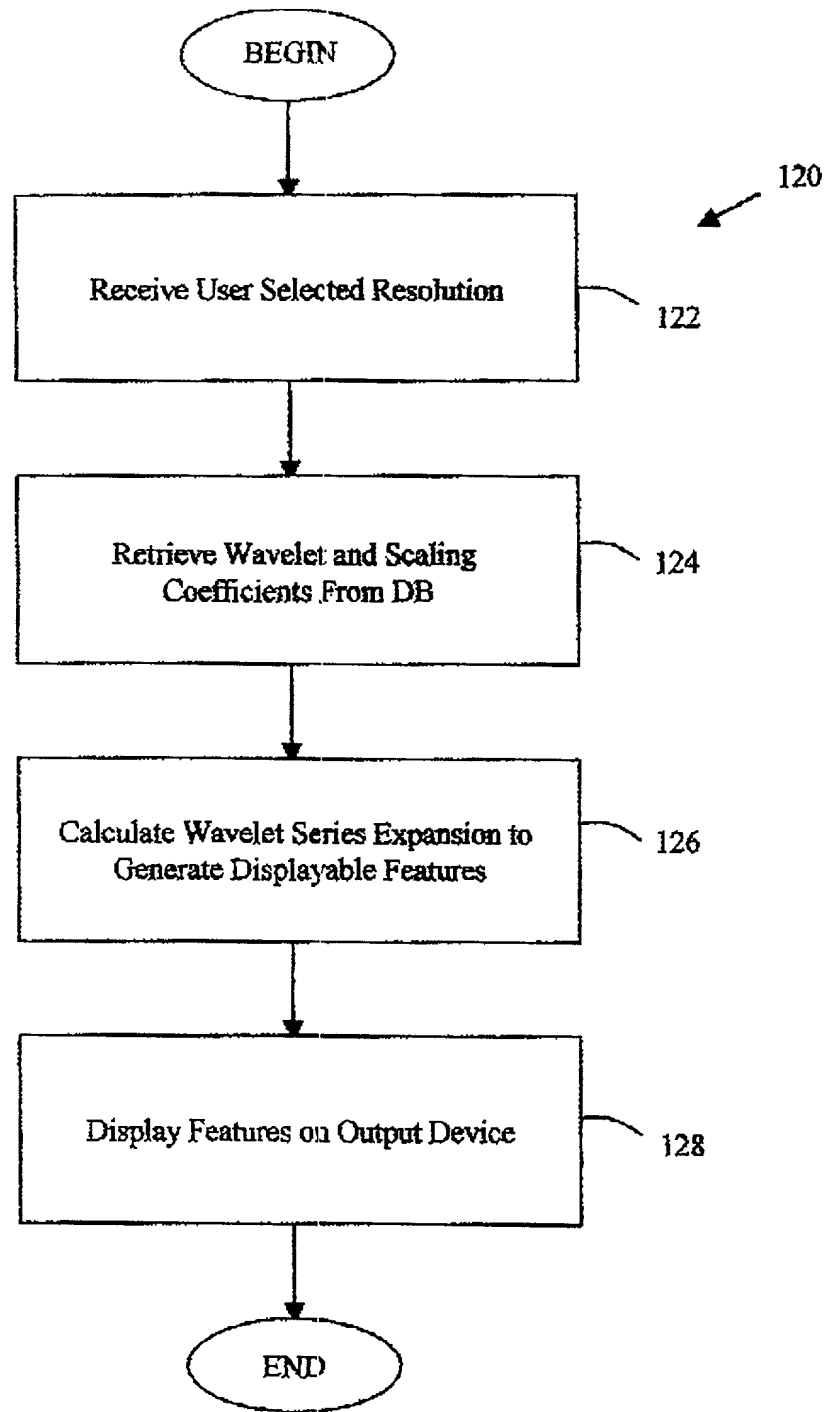 BEGIN
120
Receive User Selected Resolution
122
Retrieve Wavelet and Scaling
Coefficients From DB
124
Calculate Wavelet Series Expansion to
Generate Displayable Features
126
Display Features on Output Device
128
END